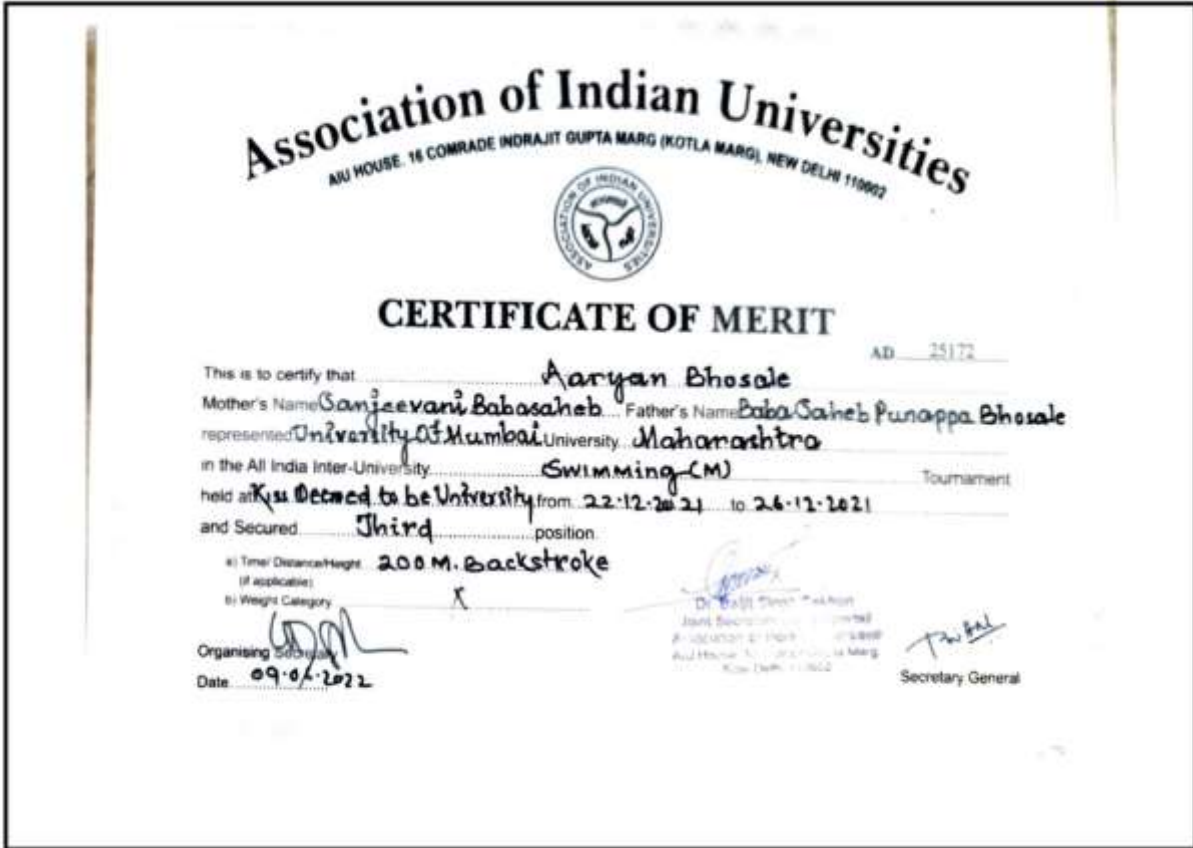 Association of Indian Universities
AIU HOUSE. 16 COMRADE INDRAJIT GUPTA MARG (KOTLA MARG), NEW DELHI 110002
ASSOCIATION OF INDIAN UNIVERSITIES
CERTIFICATE OF MERIT
AD 25172
This is to certify that Aaryan Bhosale
Mother's Name Sanjeevani Babasaheb Father's Name Baba Saheb Punappa Bhosale
represented University Of Mumbai University Maharashtra
in the All India Inter-University Swimming (M) Tournament
held at Deemed to be University from 22.12.2021 to 26.12.2021
and Secured Third position
a) Time/ Distance/Height 200 M. Backstroke
(if applicable)
b) Weight Category X
Organising Secretary
Date 2022
Secretary General